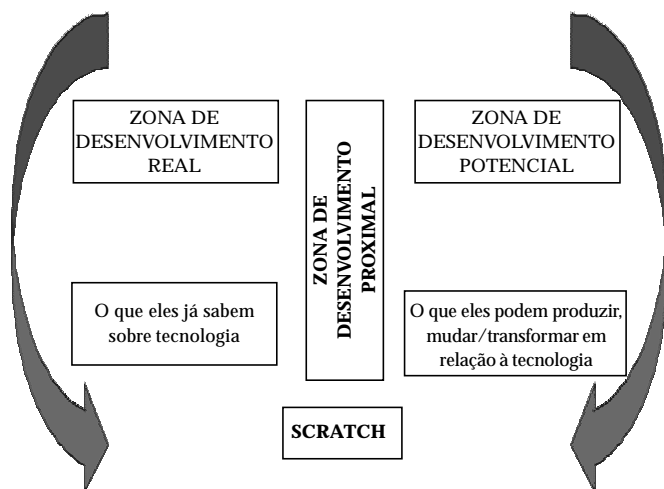 ZONA DE
DESENVOLVIMENTO
REAL
ZONA DE
DESENVOLVIMENTO
PROXIMAL
ZONA DE
DESENVOLVIMENTO
POTENCIAL
O que eles já sabem
sobre tecnologia
O que eles podem produzir,
mudar/transformar em
relação à tecnologia
SCRATCH